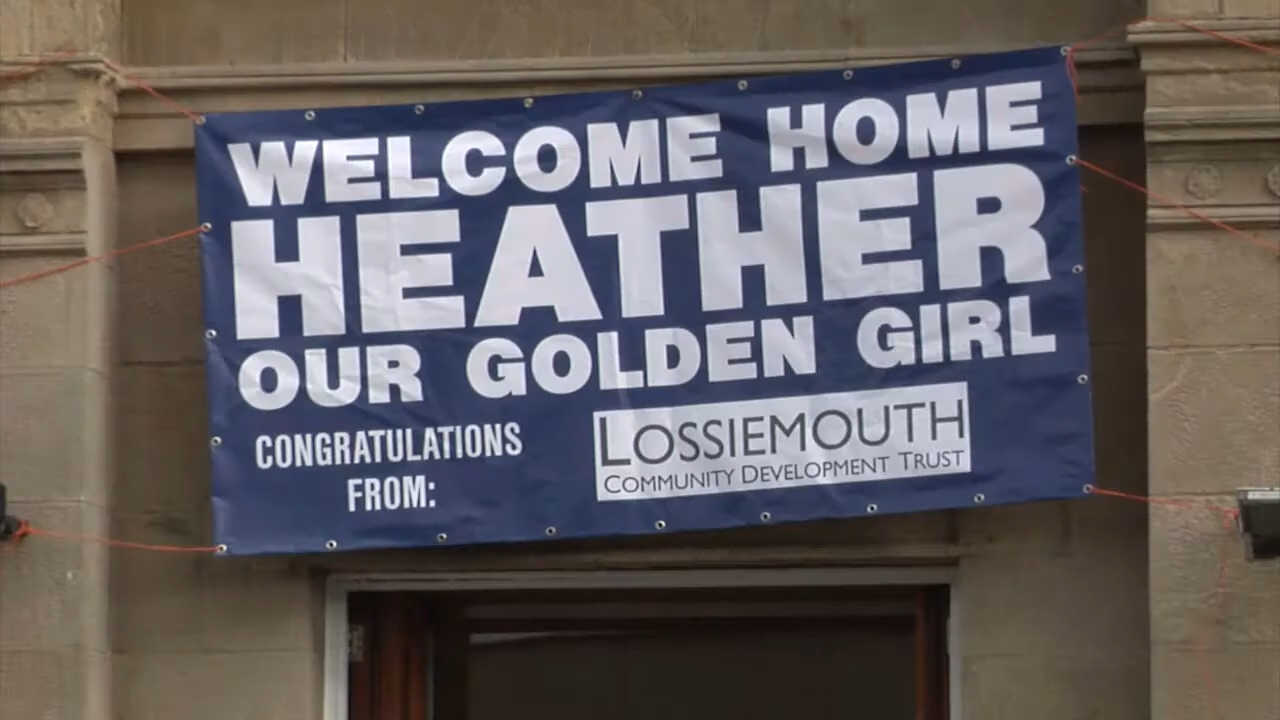 WELCOME HOME
HEATHER
OUR GOLDEN GIRL
CONGRATULATIONS
FROM:
LOSSIEMOUTH
COMMUNITY DEVELOPMENT TRUST